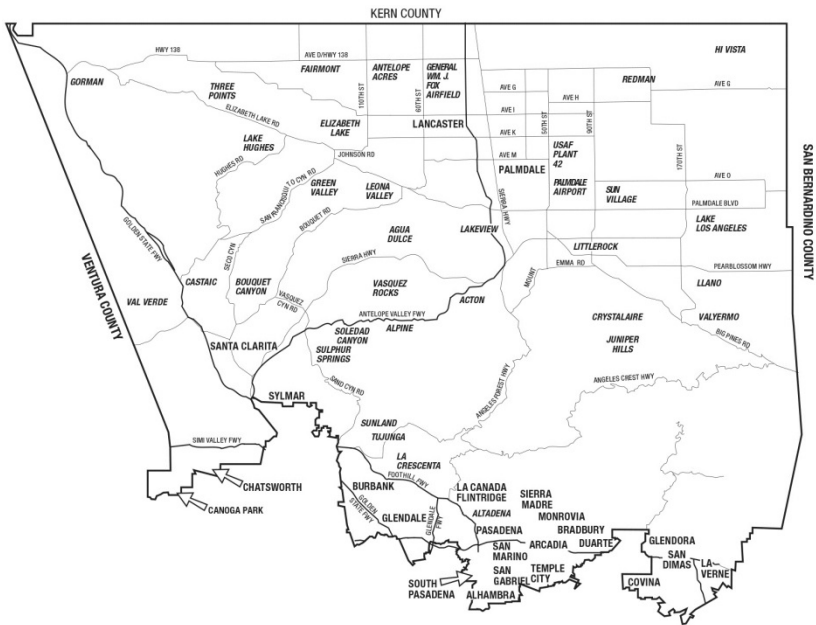 KERN COUNTY
HWY 138
AVE D/HWY 138
HI VISTA
GORMAN
THREE
POINTS
FAIRMONT
ANTELOPE
ACRES
GENERAL
WM. J.
FOX
AIRFIELD
REDMAN
AVE G
AVE G
AVE H
110TH ST
60TH ST
50TH ST
90TH ST
170TH ST
ELIZABETH LAKE RD
ELIZABETH
LAKE
AVE I
LANCASTER
AVE K
LAKE
HUGHES
JOHNSON RD
AVE M
USAF
PLANT
42
HUGHES RD
SAN FRANCISQUITO CYN RD
GREEN
VALLEY
LEONA
VALLEY
PALMDALE
PALMDALE
AIRPORT
SUN
VILLAGE
AVE O
PALMDALE BLVD
SAN BERNARDINO COUNTY
BOUQUET RD
SIERRA HWY
LAKE
LOS ANGELES
GOLDEN STATE FWY
AGUA
DULCE
LAKEVIEW
LITTLEROCK
SECO CYN
SIERRA HWY
MOUNT
EMMA RD
PEARBLOSSOM HWY
VENTURA COUNTY
CASTAIC
BOUQUET
CANYON
VASQUEZ
CYN RD
VASQUEZ
ROCKS
LLANO
VAL VERDE
ACTON
ANTELOPE VALLEY FWY
CRYSTALAIRE
VALYERMO
SANTA CLARITA
SOLEDAD
CANYON
ALPINE
SULPHUR
SPRINGS
JUNIPER
HILLS
BIG PINES RD
SAND CYN RD
ANGELES FOREST HWY
ANGELES CHEST HWY
SYLMAR
SUNLAND
TUJUNGA
SIMI VALLEY FWY
LA
CRESCENTA
CHATSWORTH
CANOGA PARK
FOOTHILL FWY
BURBANK
GOLDEN
STATE FWY
GLENDALE
GLENDALE
FWY
LA CANADA
FLINTRIDGE
SIERRA
MADRE
ALTADENA
MONROVIA
PASADENA
BRADBURY
SAN
MARINO
ARCADIA
DUARTE
GLENDORA
SAN
DIMAS
LA
VERNE
SAN
GABRIEL
TEMPLE
CITY
COVINA
SOUTH
PASADENA
ALHAMBRA